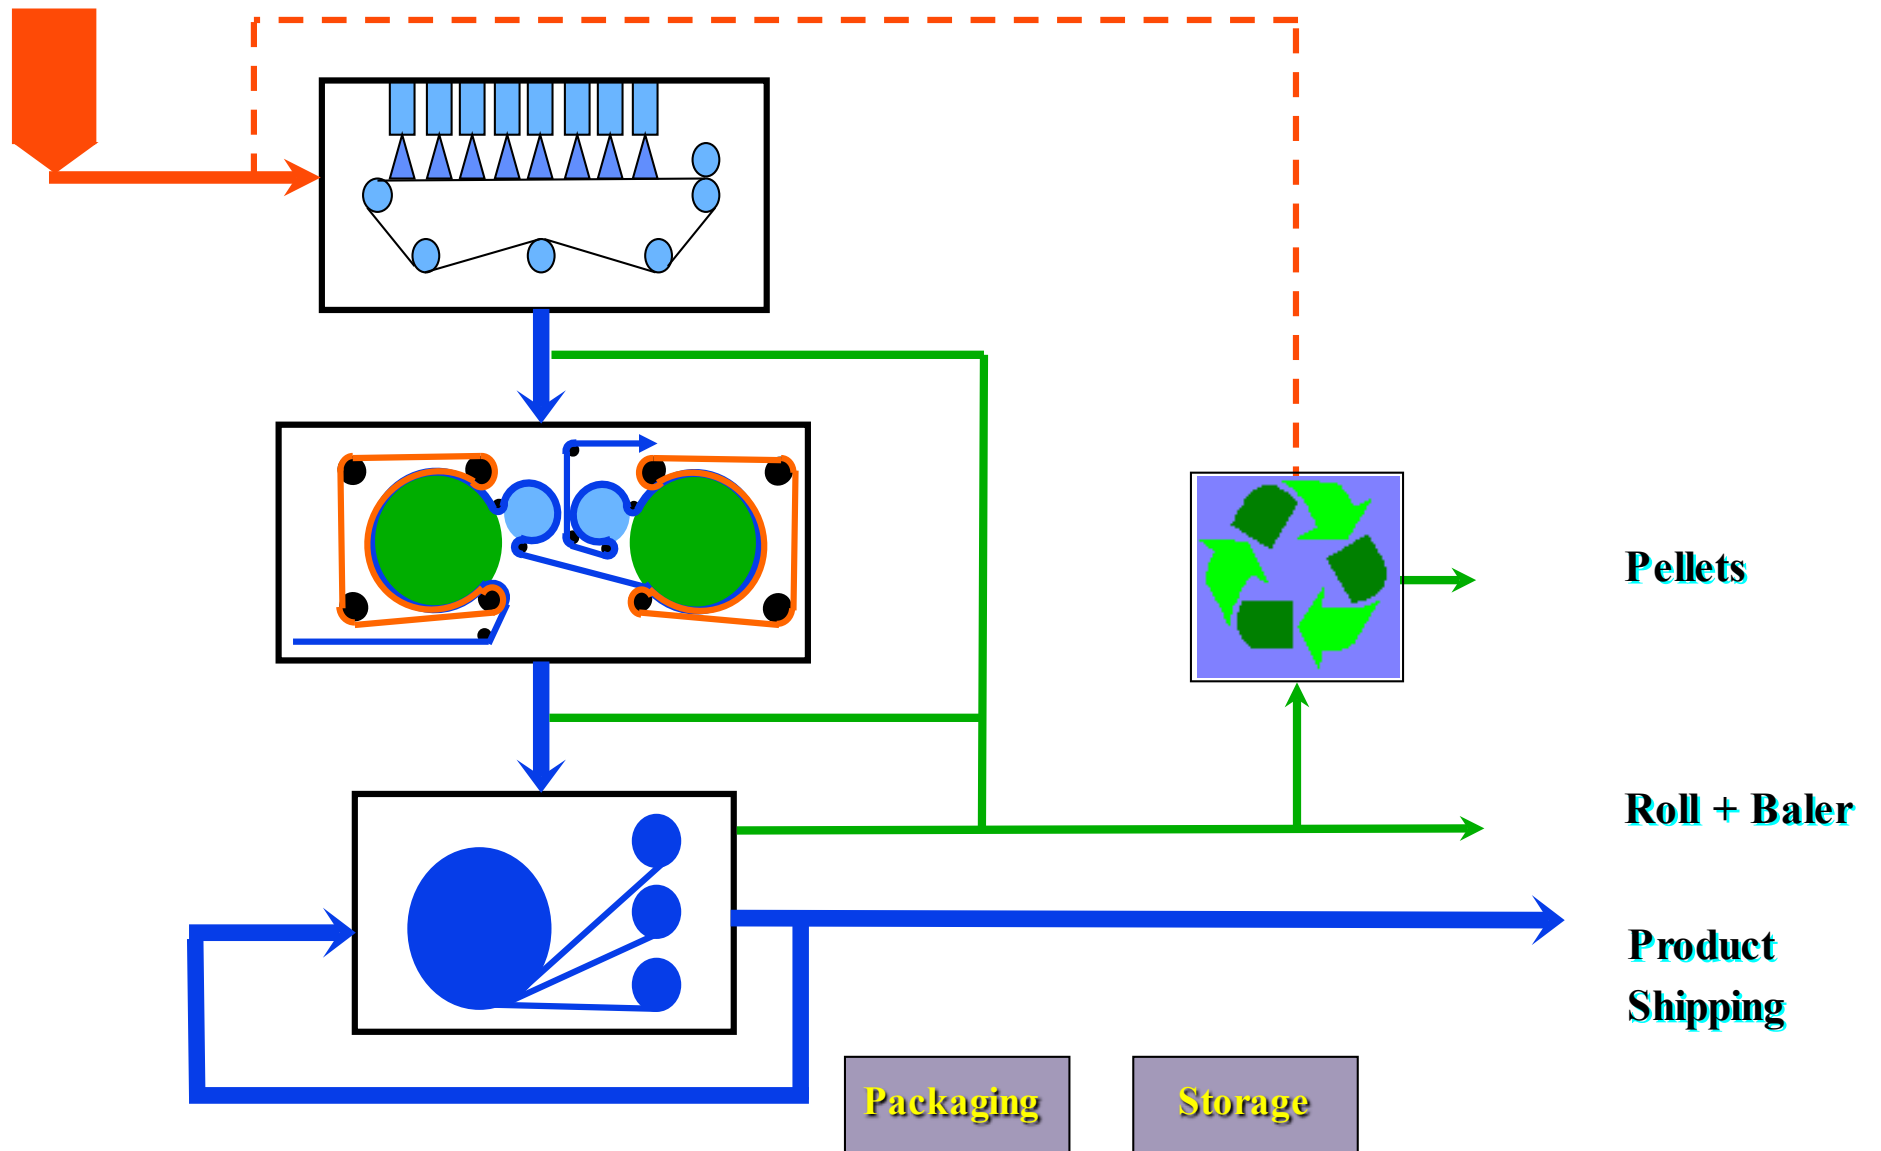 Pellets
Roll + Baler
Product
Shipping
Packaging
Storage